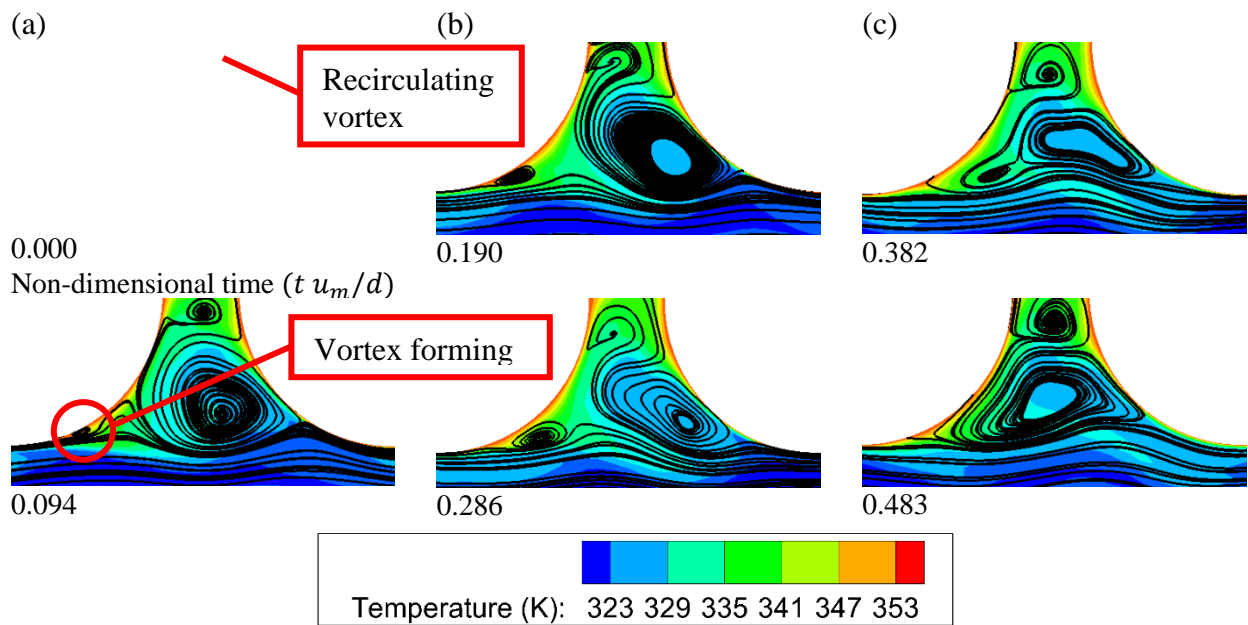 (a)
(b)
(c)
Recirculating
vortex
0.000
0.190
0.382
Non-dimensional time (t u_m/d)
Vortex forming
0.094
0.286
0.483
Temperature (K): 323 329 335 341 347 353